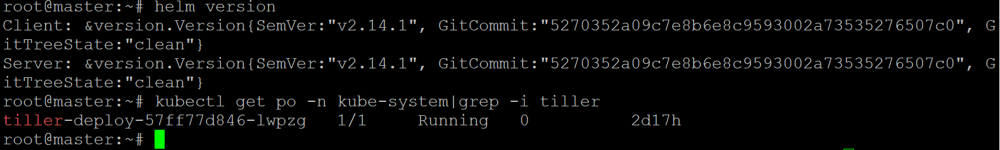 root@master:~# helm version
Client: &version.Version{SemVer:"v2.14.1", GitCommit:"5270352a09c7e8b6e8c9593002a73535276507c0", G
itTreeState:"clean"}
Server: &version.Version{SemVer:"v2.14.1", GitCommit:"5270352a09c7e8b6e8c9593002a73535276507c0", G
itTreeState:"clean"}
root@master:~# kubectl get po -n kube-system|grep -i tiller
tiller-deploy-57ff77d846-lwpzg   1/1     Running   0          2d17h
root@master:~#